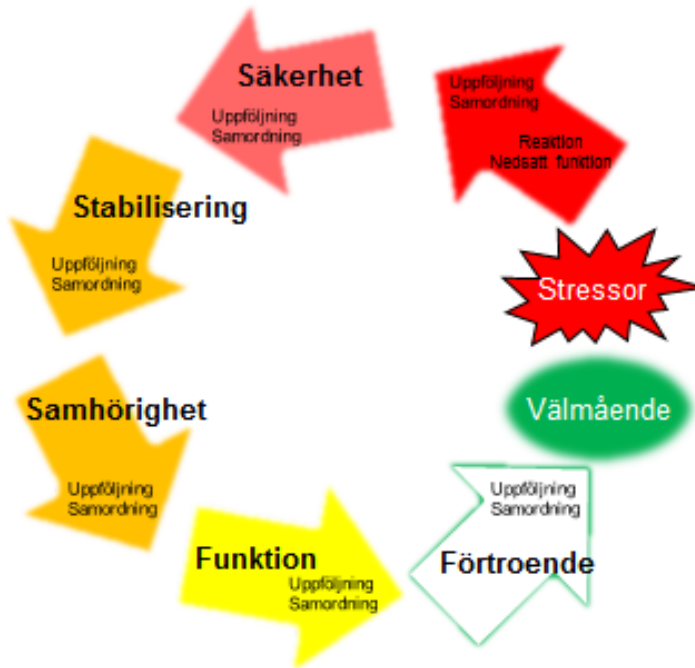 Stressor
Uppföljning
Samordning
Reaktion
Nedsatt funktion
Säkerhet
Uppföljning
Samordning
Stabilisering
Uppföljning
Samordning
Samhörighet
Uppföljning
Samordning
Funktion
Uppföljning
Samordning
Uppföljning
Samordning
Förtroende
Välmående